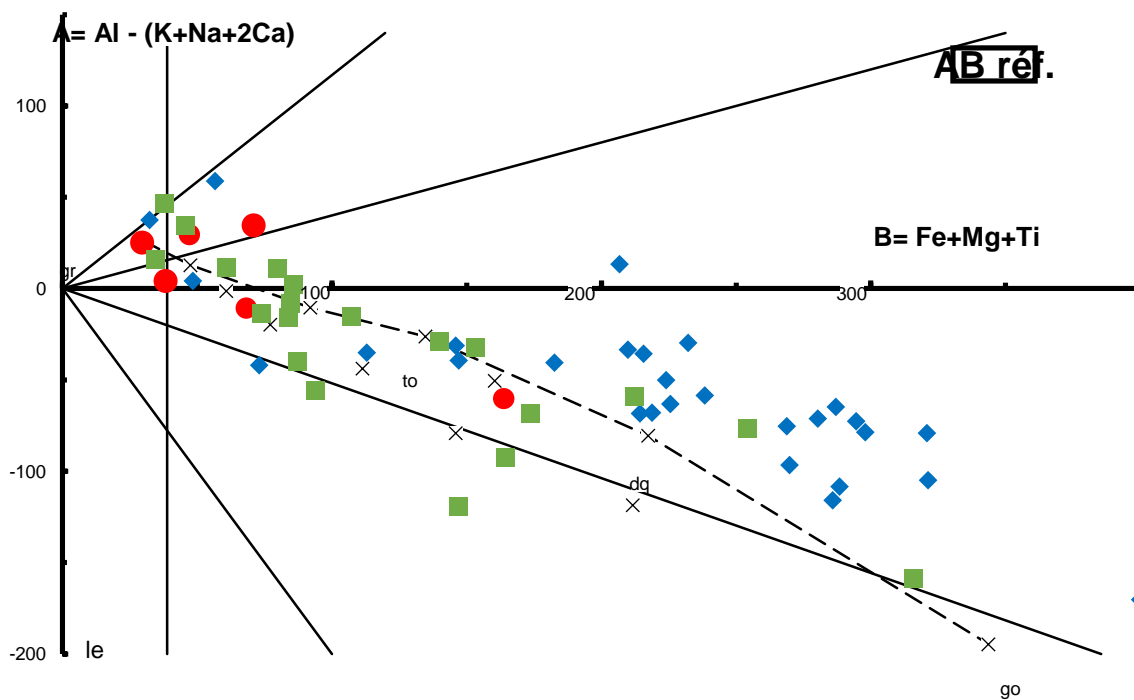 A= Al - (K+Na+2Ca)
AB réf.
100
B= Fe+Mg+Ti
gr
0
100
200
300
to
-100
dq
le
-200
go